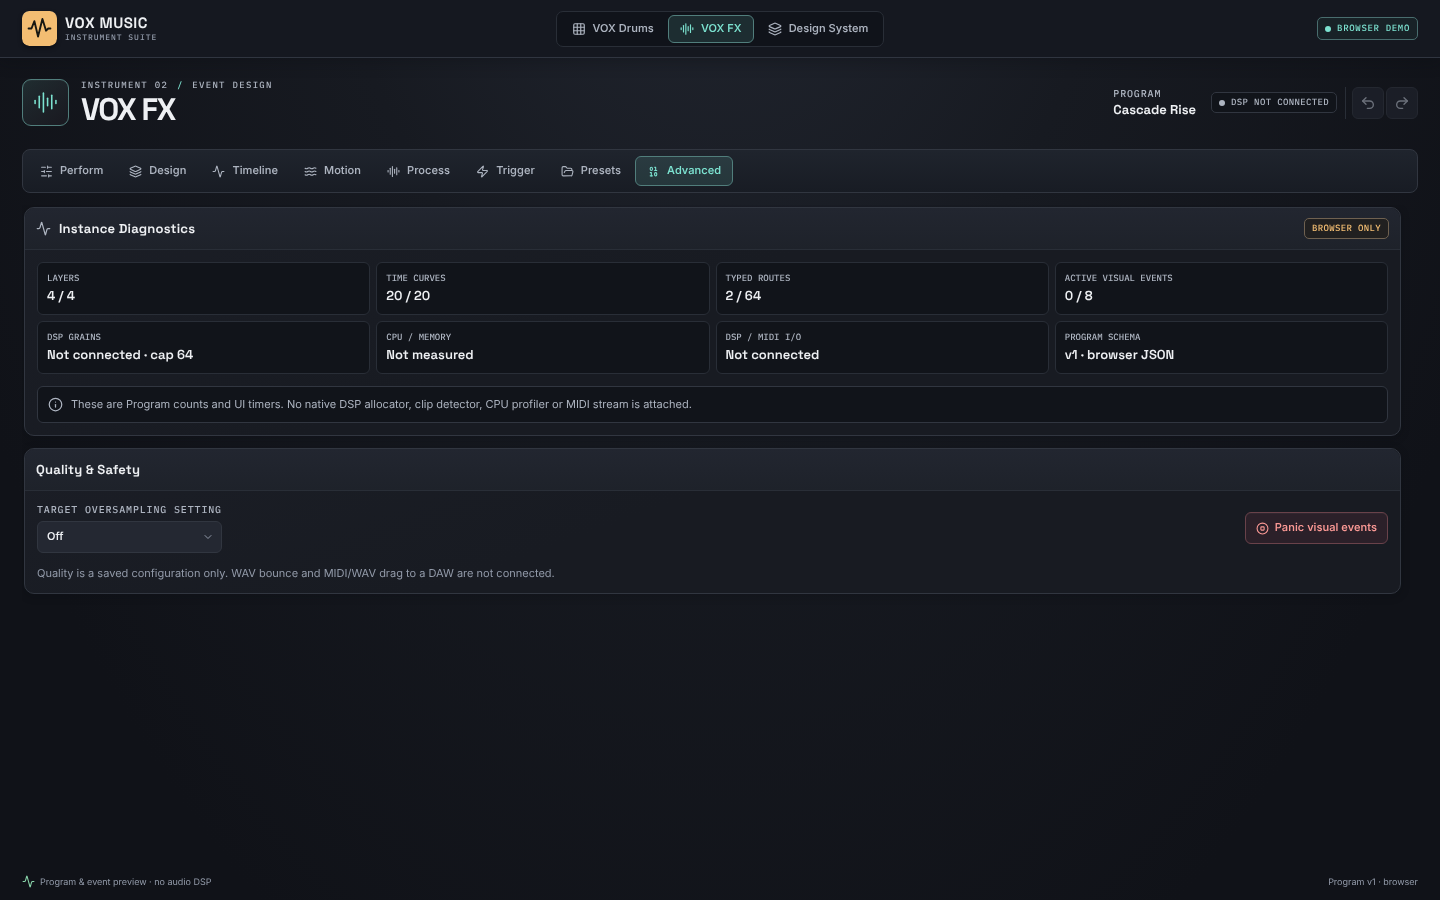 VOX MUSIC
INSTRUMENT SUITE
VOX Drums
VOX FX
Design System
BROWSER DEMO
INSTRUMENT 02 / EVENT DESIGN
VOX FX
PROGRAM
Cascade Rise
DSP NOT CONNECTED
Perform
Design
Timeline
Motion
Process
Trigger
Presets
Advanced
Instance Diagnostics
BROWSER ONLY
LAYERS
4 / 4
TIME CURVES
20 / 20
TYPED ROUTES
2 / 64
ACTIVE VISUAL EVENTS
0 / 8
DSP GRAINS
Not connected · cap 64
CPU / MEMORY
Not measured
DSP / MIDI I/O
Not connected
PROGRAM SCHEMA
v1 · browser JSON
These are Program counts and UI timers. No native DSP allocator, clip detector, CPU profiler or MIDI stream is attached.
Quality & Safety
TARGET OVERSAMPLING SETTING
Off
Panic visual events
Quality is a saved configuration only. WAV bounce and MIDI/WAV drag to a DAW are not connected.
Program & event preview · no audio DSP
Program v1 · browser